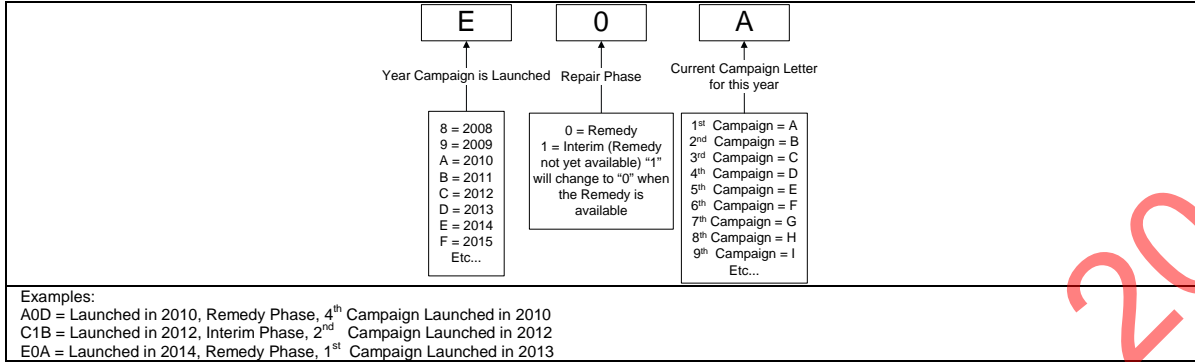 E 0 A
Year Campaign is Launched
Repair Phase
Current Campaign Letter
for this year
8 = 2008
9 = 2009
A = 2010
B = 2011
C = 2012
D = 2013
E = 2014
F = 2015
Etc...
0 = Remedy
1 = Interim (Remedy
not yet available) “1”
will change to “0” when
the Remedy is
available
1st Campaign = A
2nd Campaign = B
3rd Campaign = C
4th Campaign = D
5th Campaign = E
6th Campaign = F
7th Campaign = G
8th Campaign = H
9th Campaign = I
Etc...
Examples:
A0D = Launched in 2010, Remedy Phase, 4th Campaign Launched in 2010
C1B = Launched in 2012, Interim Phase, 2nd Campaign Launched in 2012
E0A = Launched in 2014, Remedy Phase, 1st Campaign Launched in 2013
20